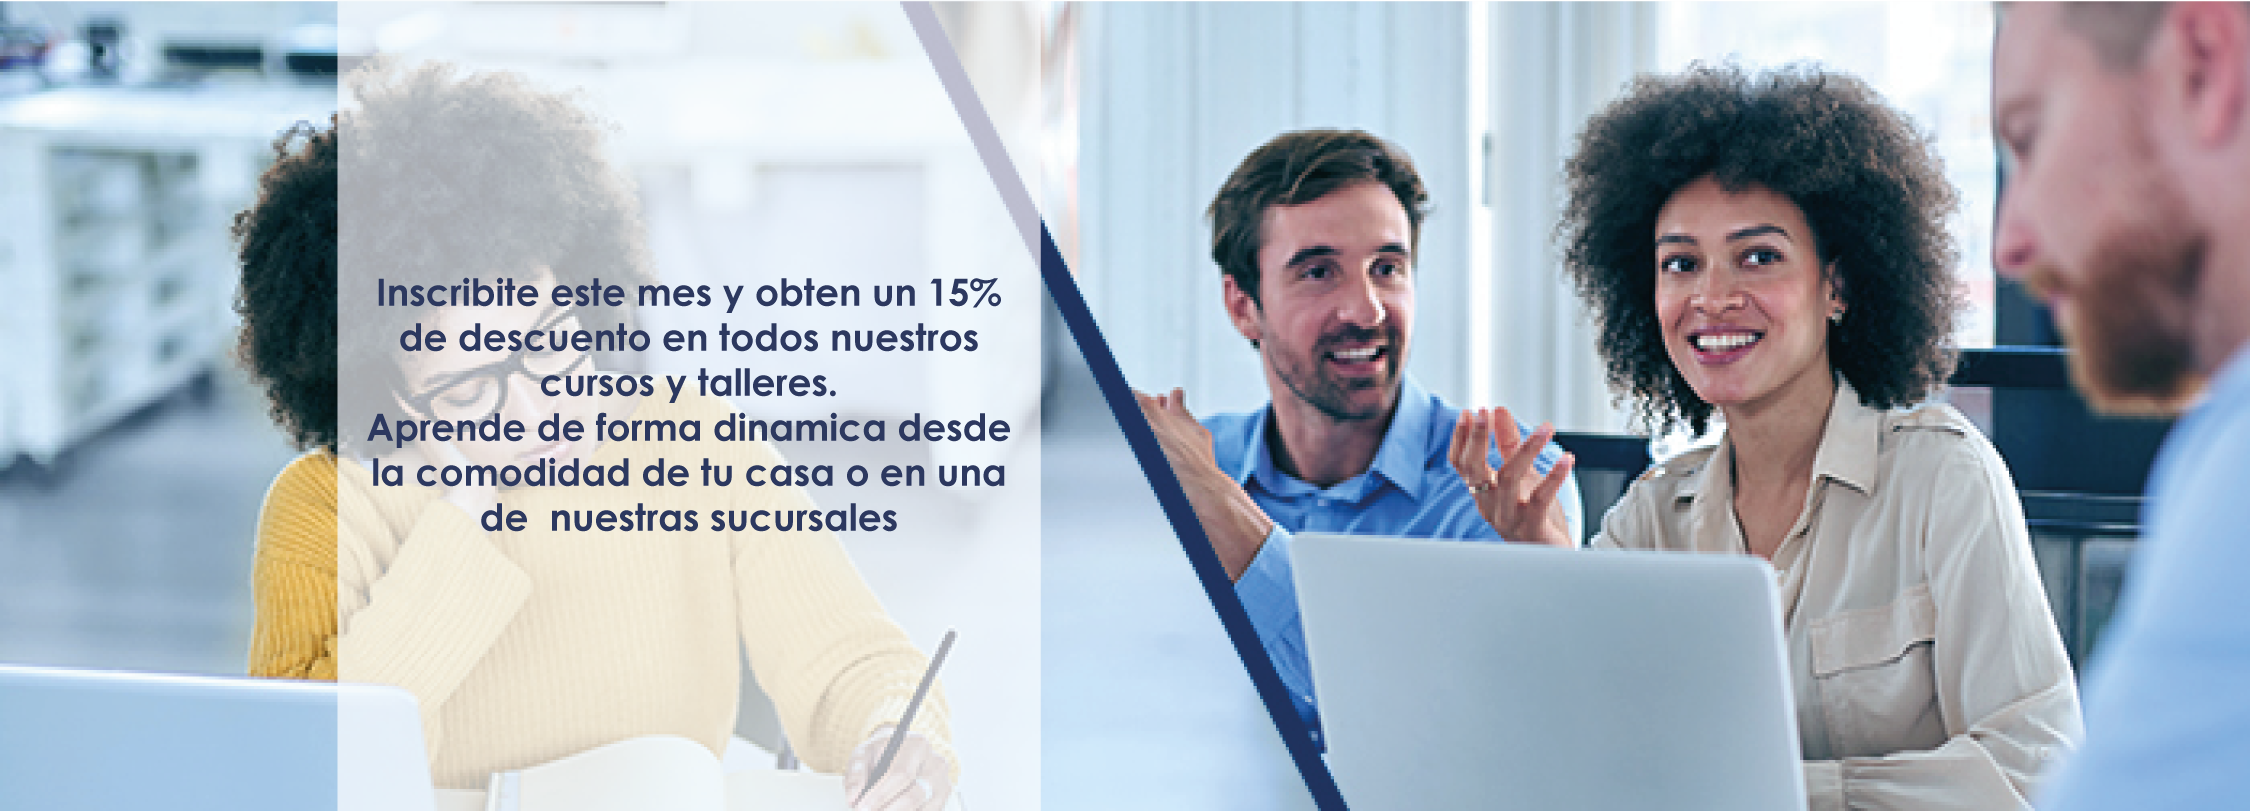 Inscribite este mes y obten un 15%
de descuento en todos nuestros
cursos y talleres.
Aprende de forma dinamica desde
la comodidad de tu casa o en una
de  nuestras sucursales